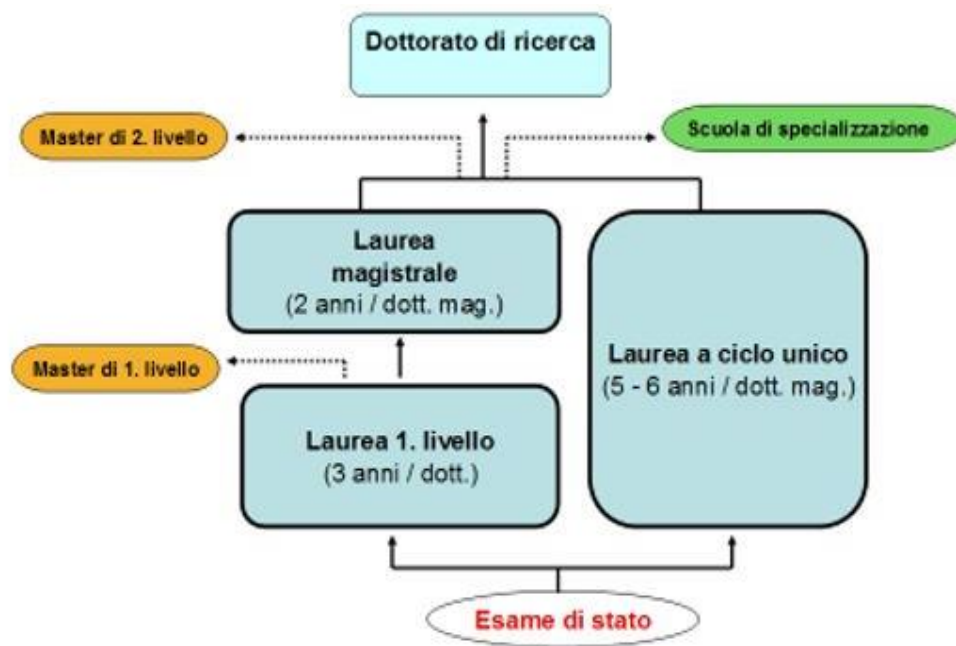 Dottorato di ricerca
Master di 2. livello
Scuola di specializzazione
Laurea
magistrale
(2 anni / dott. mag.)
Master di 1. livello
Laurea a ciclo unico
(5 - 6 anni / dott. mag.)
Laurea 1. livello
(3 anni / dott.)
Esame di stato